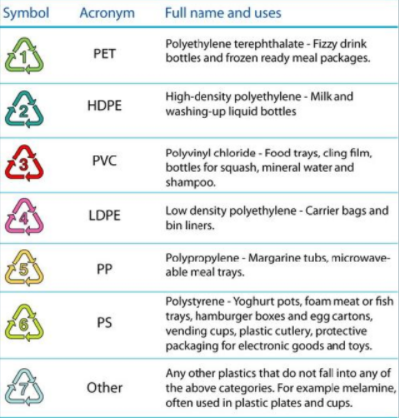 Symbol Acronym Full name and uses
1 PET Polyethylene terephthalate - Fizzy drink
bottles and frozen ready meal packages.
2 HDPE High-density polyethylene - Milk and
washing-up liquid bottles
3 PVC Polyvinyl chloride - Food trays, cling film,
bottles for squash, mineral water and
shampoo.
4 LDPE Low density polyethylene - Carrier bags and
bin liners.
5 PP Polypropylene - Margarine tubs, microwave-
able meal trays.
6 PS Polystyrene - Yoghurt pots, foam meat or fish
trays, hamburger boxes and egg cartons,
vending cups, plastic cutlery, protective
packaging for electronic goods and toys.
7 Other Any other plastics that do not fall into any of
the above categories. For example melamine,
often used in plastic plates and cups.